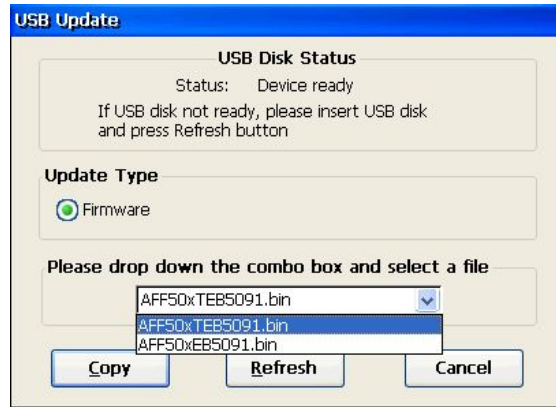 USB Update
USB Disk Status
Status: Device ready
If USB disk not ready, please insert USB disk
and press Refresh button
Update Type
Firmware
Please drop down the combo box and select a file
AFF50xTEB5091.bin
AFF50xTEB5091.bin
AFF50xEB5091.bin
Copy Refresh Cancel